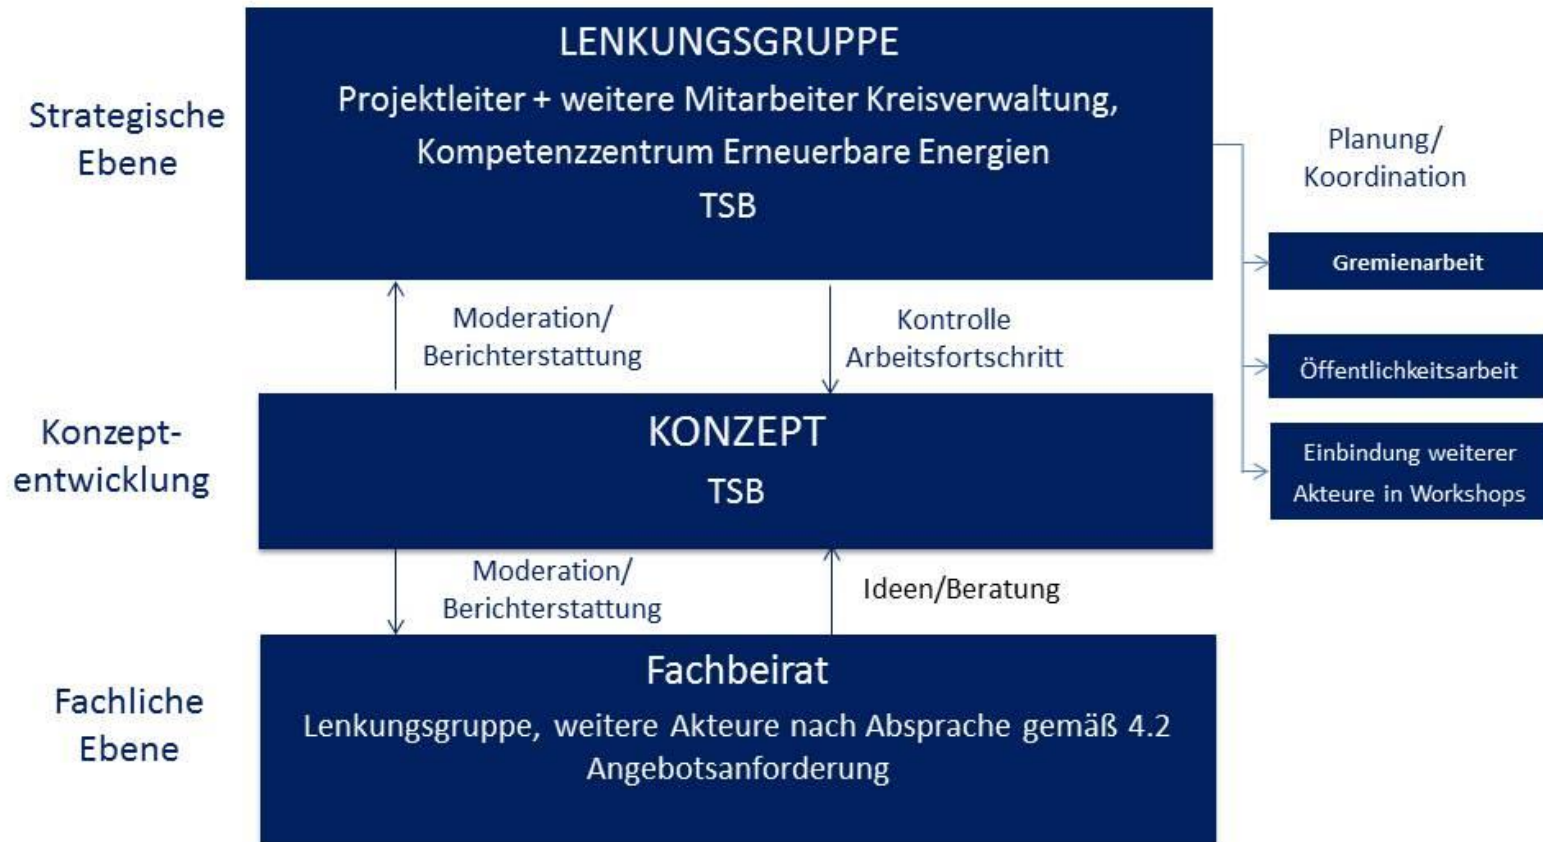 LENKUNGSGRUPPE
Projektleiter + weitere Mitarbeiter Kreisverwaltung,
Kompetenzzentrum Erneuerbare Energien
TSB
Strategische
Ebene
Planung/
Koordination
Gremienarbeit
Öffentlichkeitsarbeit
Einbindung weiterer
Akteure in Workshops
Moderation/
Berichterstattung
Kontrolle
Arbeitsfortschritt
Konzept-
entwicklung
KONZEPT
TSB
Moderation/
Berichterstattung
Ideen/Beratung
Fachliche
Ebene
Fachbeirat
Lenkungsgruppe, weitere Akteure nach Absprache gemäß 4.2
Angebotsanforderung